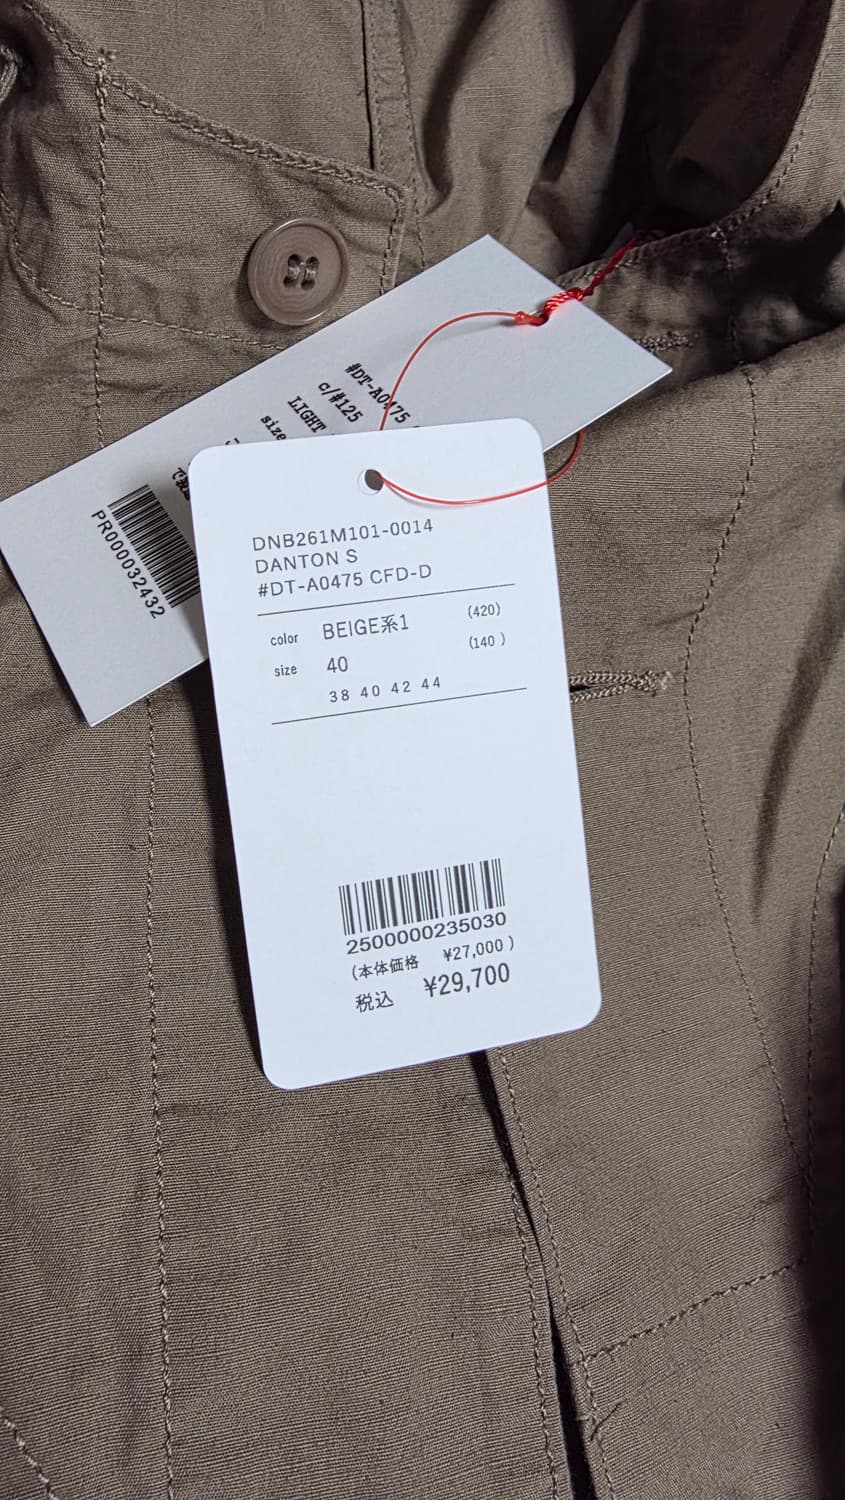 #DT-A0475
c/#125
LIGHT
size
PR000032432
DNB261M101-0014
DANTON S
#DT-A0475 CFD-D
color BEIGE系1 (420)
size 40 (140 )
38 40 42 44
2500000235030
(本体価格 ¥27,000 )
税込 ¥29,700